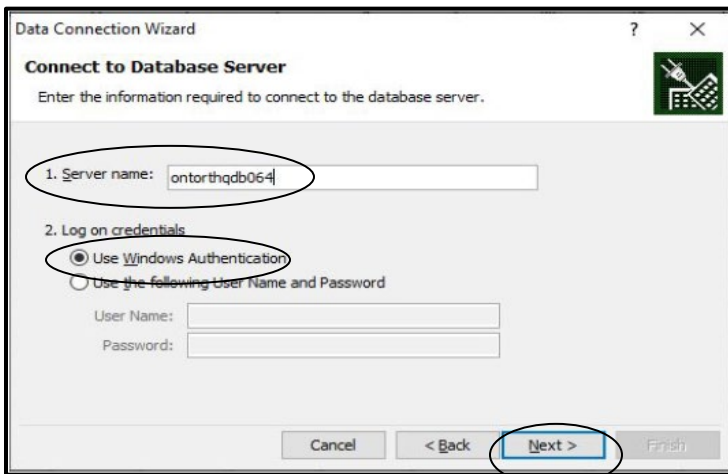 Data Connection Wizard ?
Connect to Database Server
Enter the information required to connect to the database server.
1. Server name: ontorthqdb064
2. Log on credentials
Use Windows Authentication
Use the following User Name and Password
User Name:
Password:
Cancel < Back Next > Finish